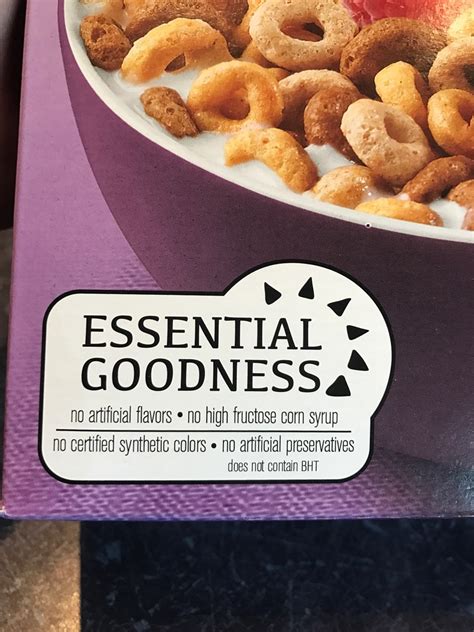 ESSENTIAL
GOODNESS
no artificial flavors • no high fructose corn syrup
no certified synthetic colors • no artificial preservatives
does not contain BHT